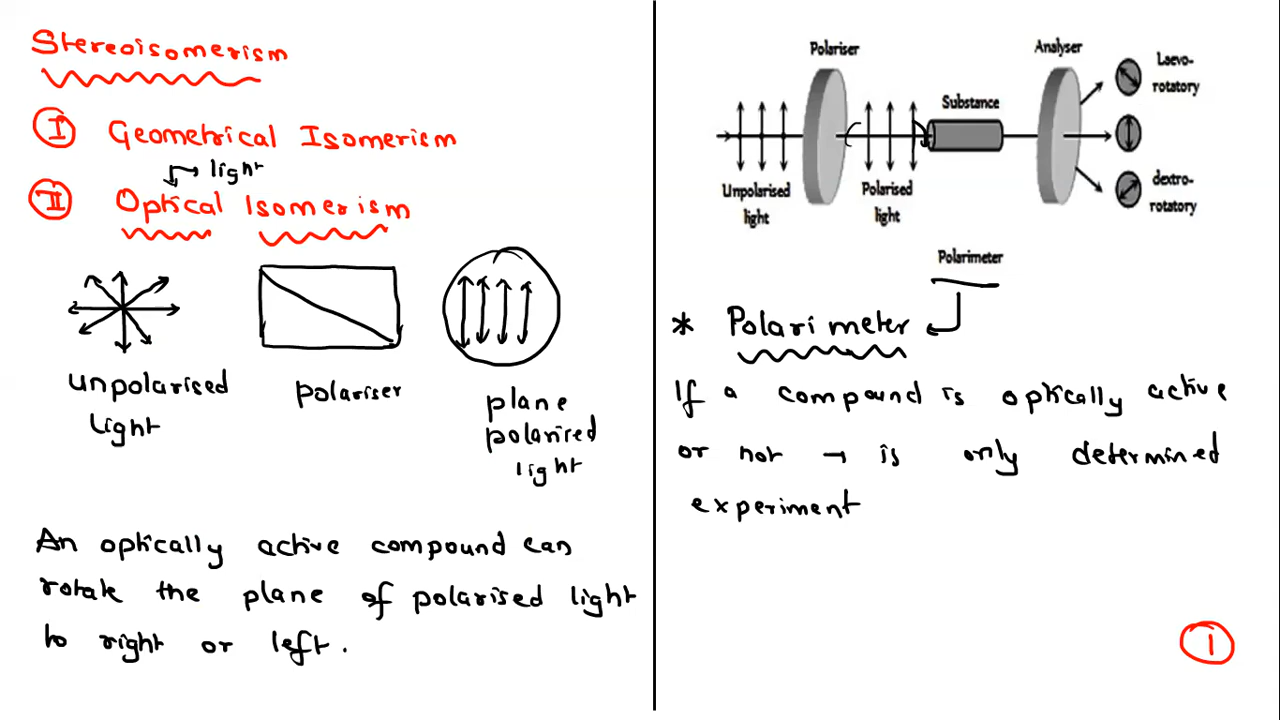 Stereoisomerism
I Geometrical Isomerism
light
II Optical Isomerism
unpolarised
light
polariser
plane
polarised
light
An optically active compound can
rotate the plane of polarised light
to right or left.
Polariser
Analyser
Laevo-
rotatory
Substance
Unpolarised
light
Polarised
light
dextro-
rotatory
Polarimeter
* Polarimeter
If a compound is optically active
or not → is only determined
experiment
1